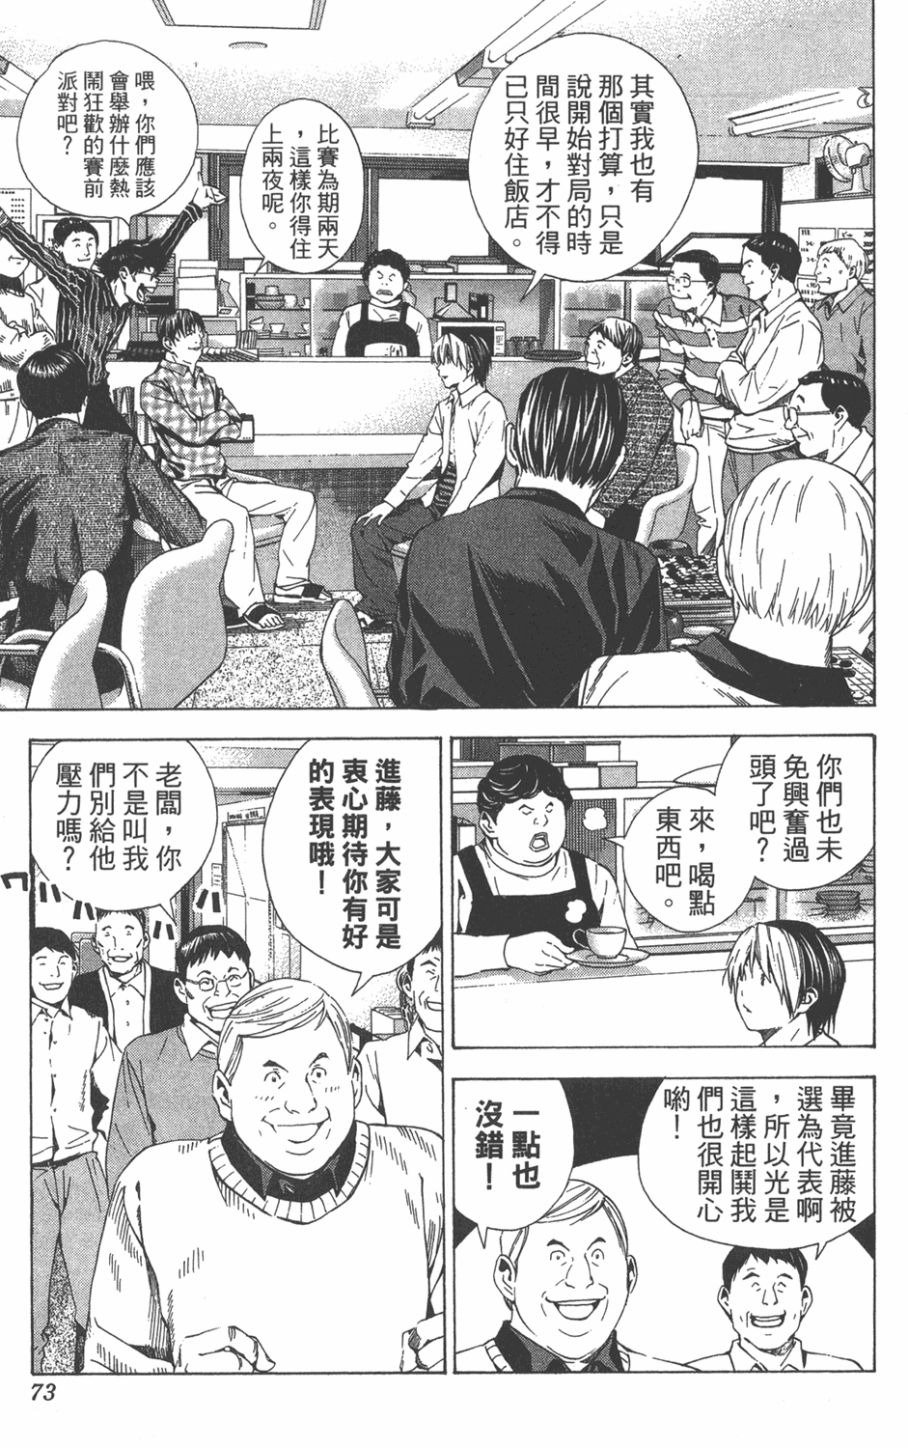 其實我也有
那個打算，只是
說開始對局的時
間很早，才不得
已只好住飯店。
比賽為期兩天
，這樣你得住
上兩夜呢。
喂，你們應該
會舉辦什麼熱
鬧狂歡的賽前
派對吧？
你們也未
免興奮過
頭了吧？
來，喝點
東西吧。
進藤，大家可是
衷心期待你有好
的表現哦！
老闆，你
不是叫我
們別給他
壓力嗎？
畢竟進藤被
選為代表啊
，所以光是
這樣起鬨我
們也很開心
喲！
一點也
沒錯！
73